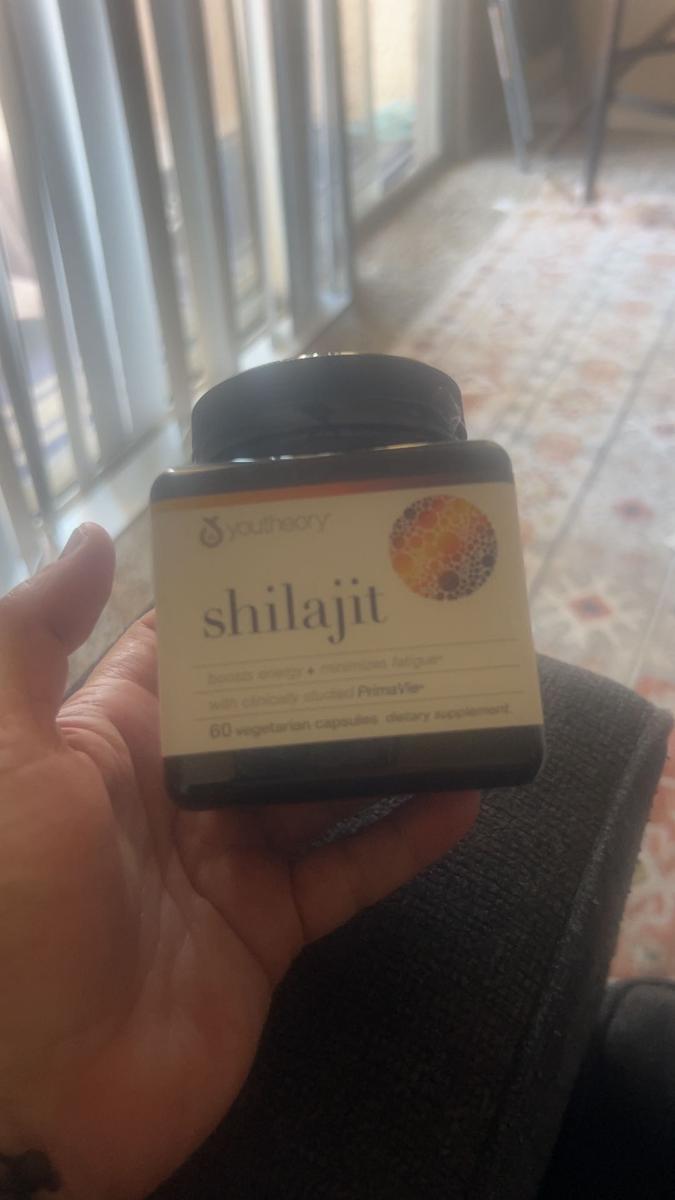 youtheory
shilajit
boosts energy + minimizes fatigue*
with clinically studied PrimaVie®
60 vegetarian capsules dietary supplement